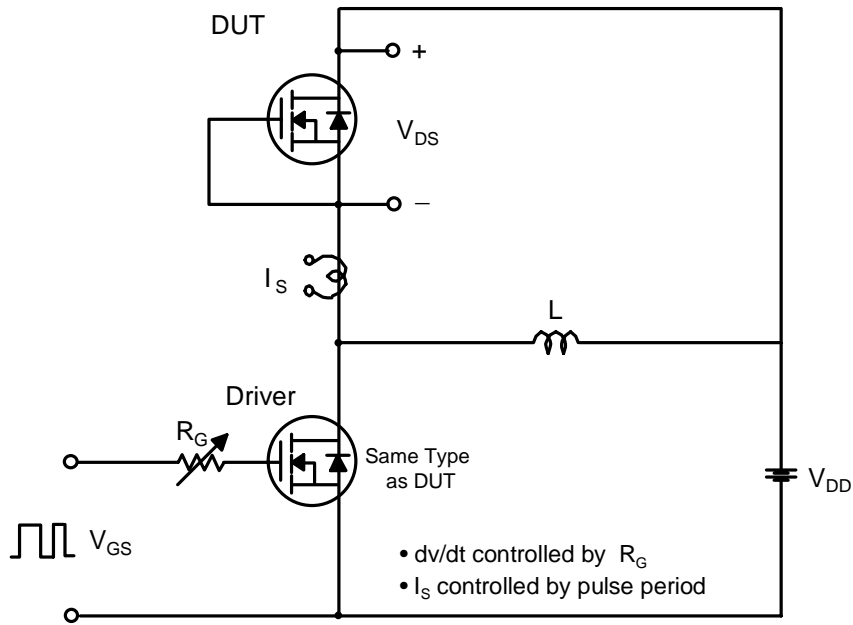 DUT
+
V_DS
−
I_S
L
Driver
R_G
Same Type
as DUT
V_DD
V_GS
• dv/dt controlled by R_G
• I_S controlled by pulse period